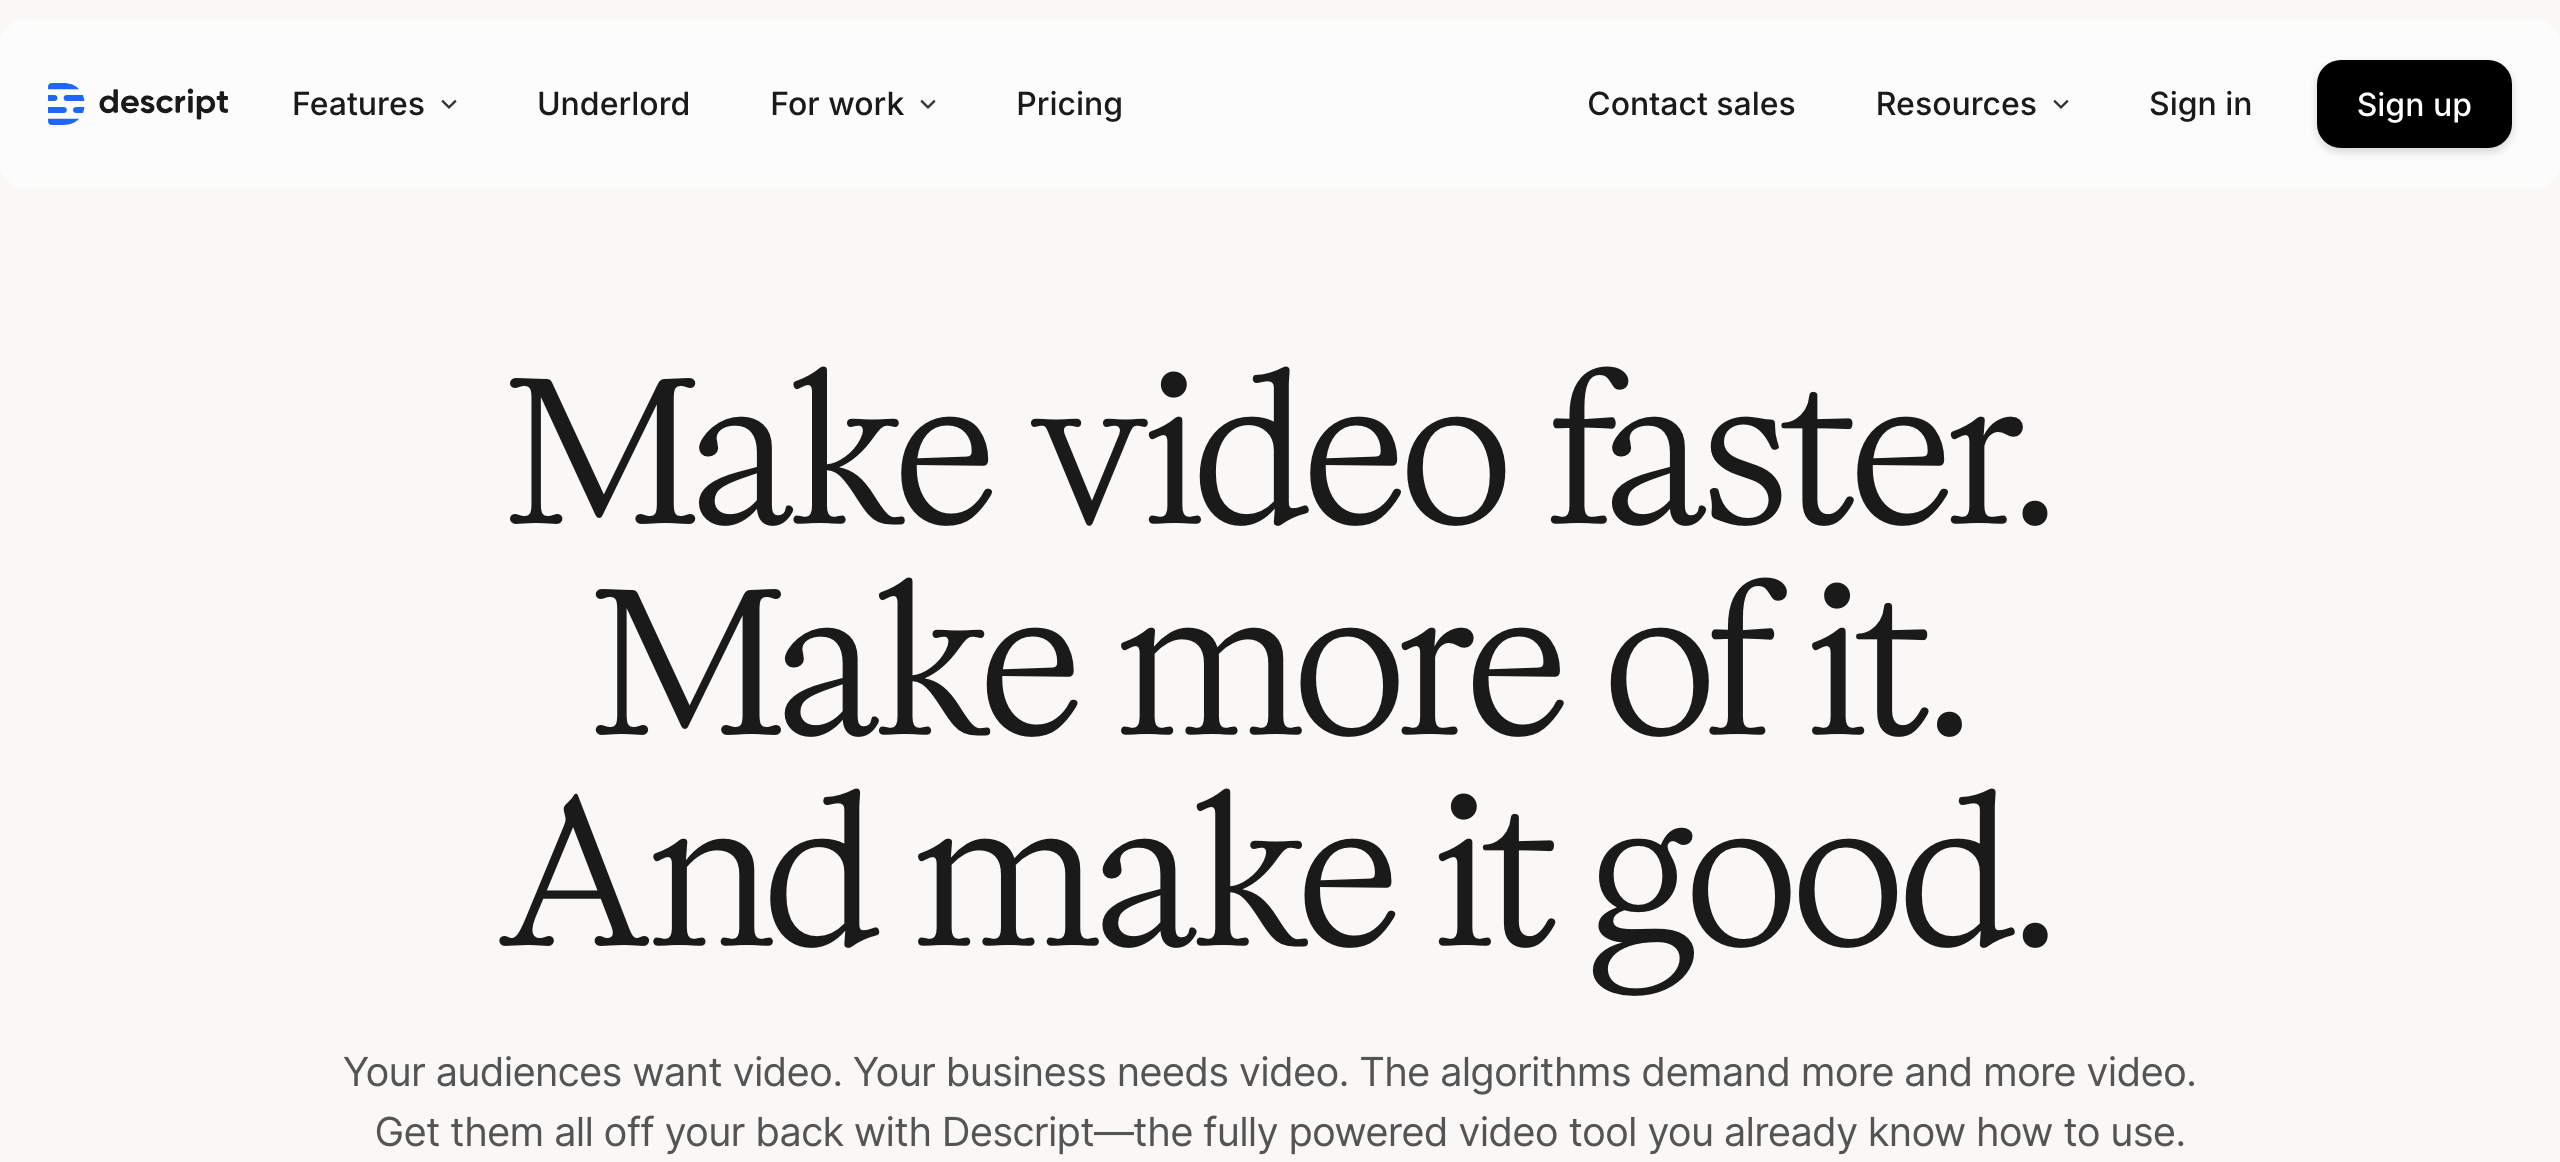 descript Features Underlord For work Pricing Contact sales Resources Sign in Sign up
Make video faster.
Make more of it.
And make it good.
Your audiences want video. Your business needs video. The algorithms demand more and more video.
Get them all off your back with Descript—the fully powered video tool you already know how to use.